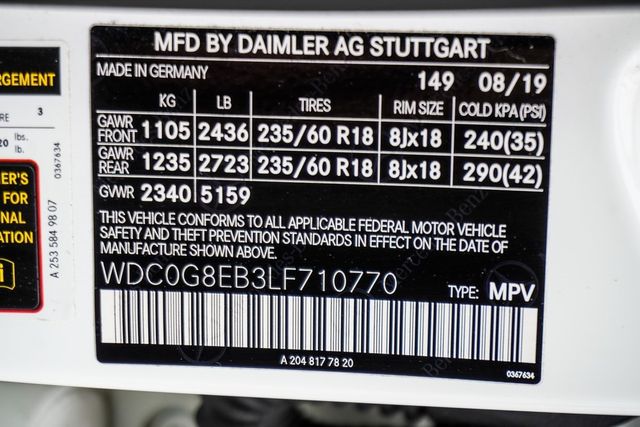 MFD BY DAIMLER AG STUTTGART
MADE IN GERMANY 149 08/19
KG LB TIRES RIM SIZE COLD KPA(PSI)
GAWR FRONT 1105 2436 235/60 R18 8Jx18 240(35)
GAWR REAR 1235 2723 235/60 R18 8Jx18 290(42)
GVWR 2340 5159
THIS VEHICLE CONFORMS TO ALL APPLICABLE FEDERAL MOTOR VEHICLE
SAFETY AND THEFT PREVENTION STANDARDS IN EFFECT ON THE DATE OF
MANUFACTURE SHOWN ABOVE.
WDC0G8EB3LF710770 TYPE: MPV
A 204 817 78 20
0367634
3
lbs.
lb.
0367634
A 253 584 98 07
FOR